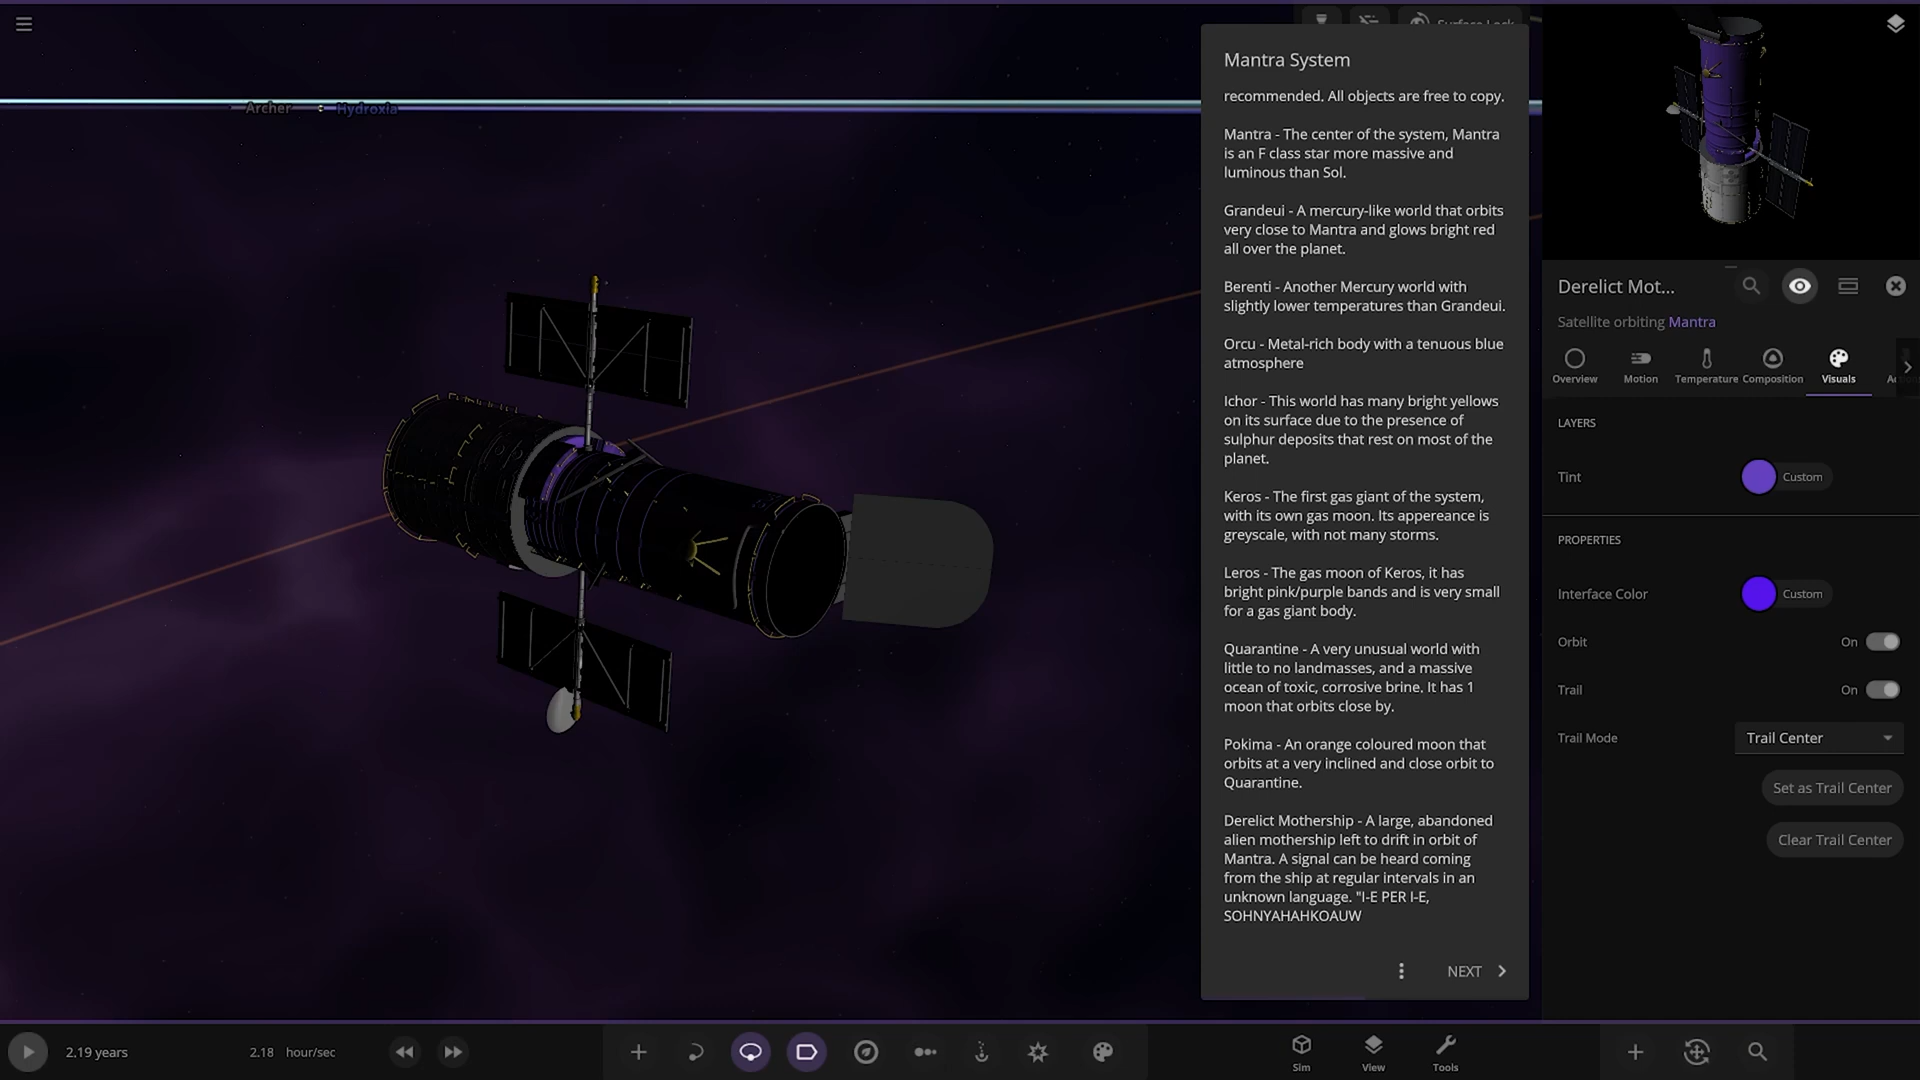 Surface Lock
Archer
Hydroxia
Mantra System
recommended. All objects are free to copy.
Mantra - The center of the system, Mantra
is an F class star more massive and
luminous than Sol.
Grandeui - A mercury-like world that orbits
very close to Mantra and glows bright red
all over the planet.
Berenti - Another Mercury world with
slightly lower temperatures than Grandeui.
Orcu - Metal-rich body with a tenuous blue
atmosphere
Ichor - This world has many bright yellows
on its surface due to the presence of
sulphur deposits that rest on most of the
planet.
Keros - The first gas giant of the system,
with its own gas moon. Its appereance is
greyscale, with not many storms.
Leros - The gas moon of Keros, it has
bright pink/purple bands and is very small
for a gas giant body.
Quarantine - A very unusual world with
little to no landmasses, and a massive
ocean of toxic, corrosive brine. It has 1
moon that orbits close by.
Pokima - An orange coloured moon that
orbits at a very inclined and close orbit to
Quarantine.
Derelict Mothership - A large, abandoned
alien mothership left to drift in orbit of
Mantra. A signal can be heard coming
from the ship at regular intervals in an
unknown language. "I-E PER I-E,
SOHNYAHAHKOAUW
NEXT
Derelict Mot...
Satellite orbiting Mantra
Overview
Motion
Temperature
Composition
Visuals
LAYERS
Tint
Custom
PROPERTIES
Interface Color
Custom
Orbit
On
Trail
On
Trail Mode
Trail Center
Set as Trail Center
Clear Trail Center
2.19 years
2.18 hour/sec
Sim
View
Tools